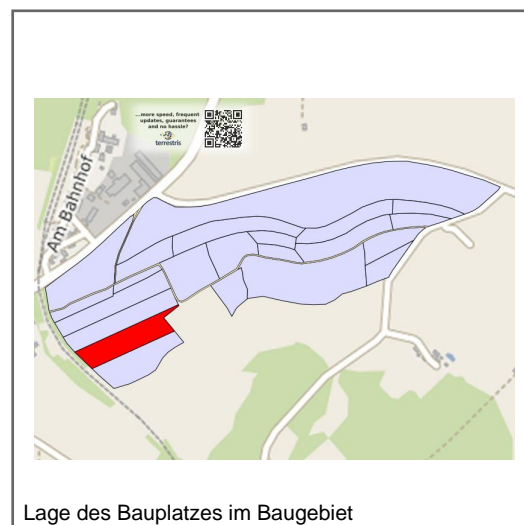 ...more speed, frequent
updates, guarantees
and no hassle?
terrestris
Am Bahnhof
Lage des Bauplatzes im Baugebiet